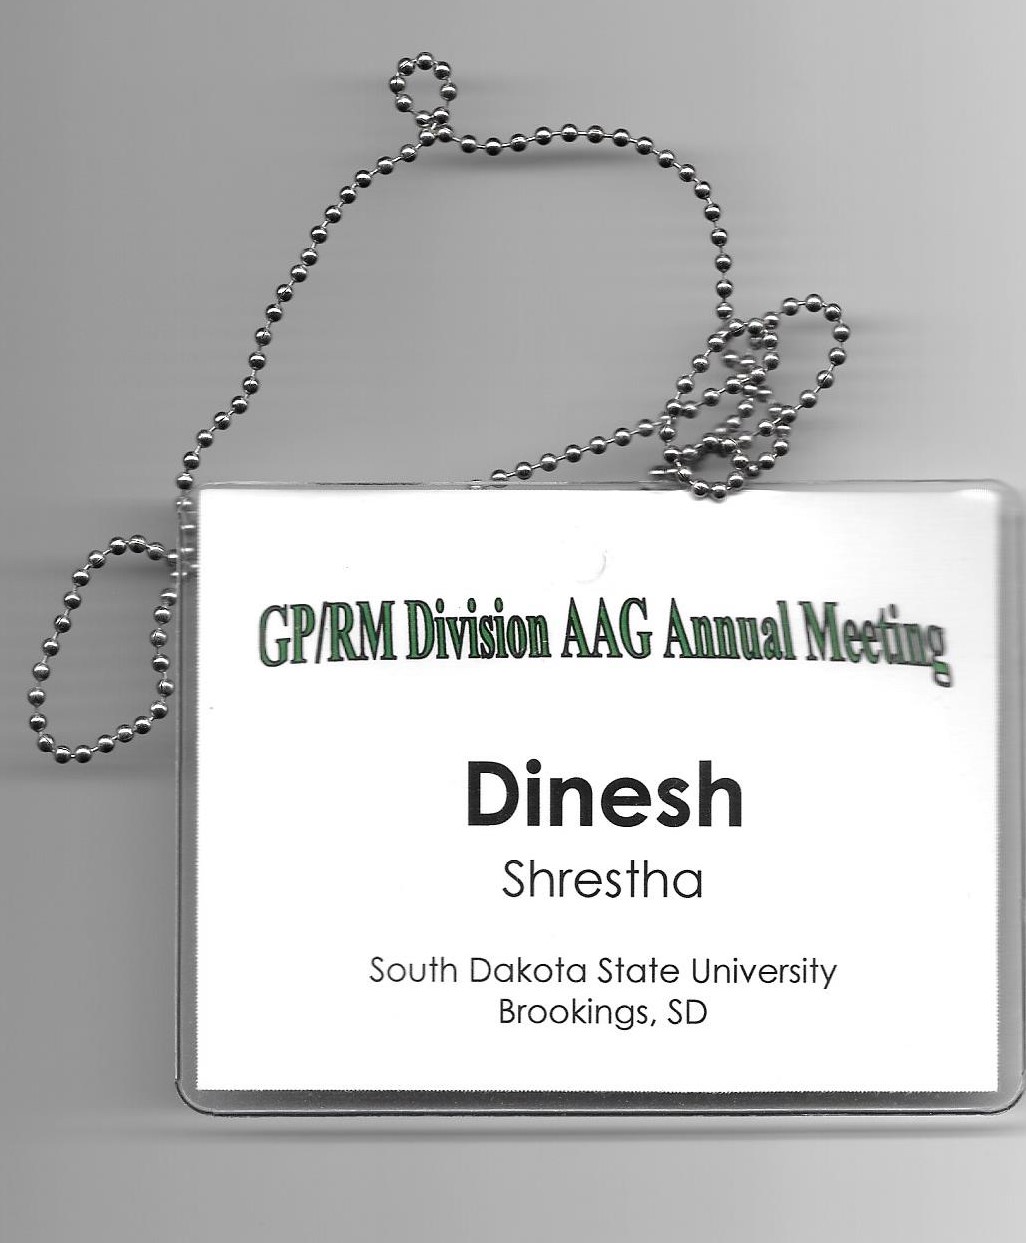 GP/RM Division AAG Annual Meeting
Dinesh
Shrestha
South Dakota State University
Brookings, SD